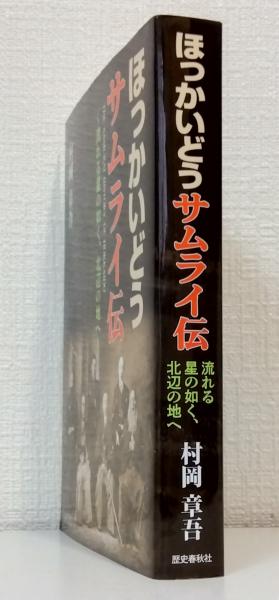 ほっかいどう
サムライ伝
流れる
星の如く、
北辺の地へ
村岡 章吾
歴史春秋社
ほっかいどう
サムライ伝